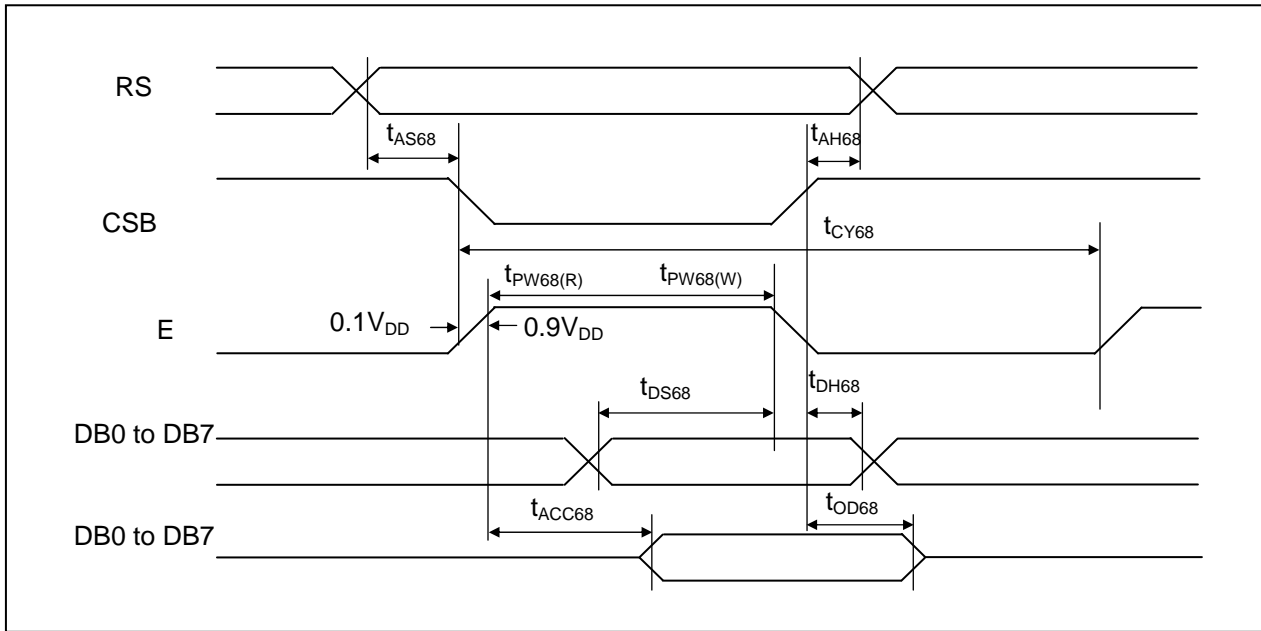 RS
tAS68
tAH68
CSB
tCY68
tPW68(R)
tPW68(W)
0.1VDD
0.9VDD
E
tDS68
tDH68
DB0 to DB7
tACC68
tOD68
DB0 to DB7